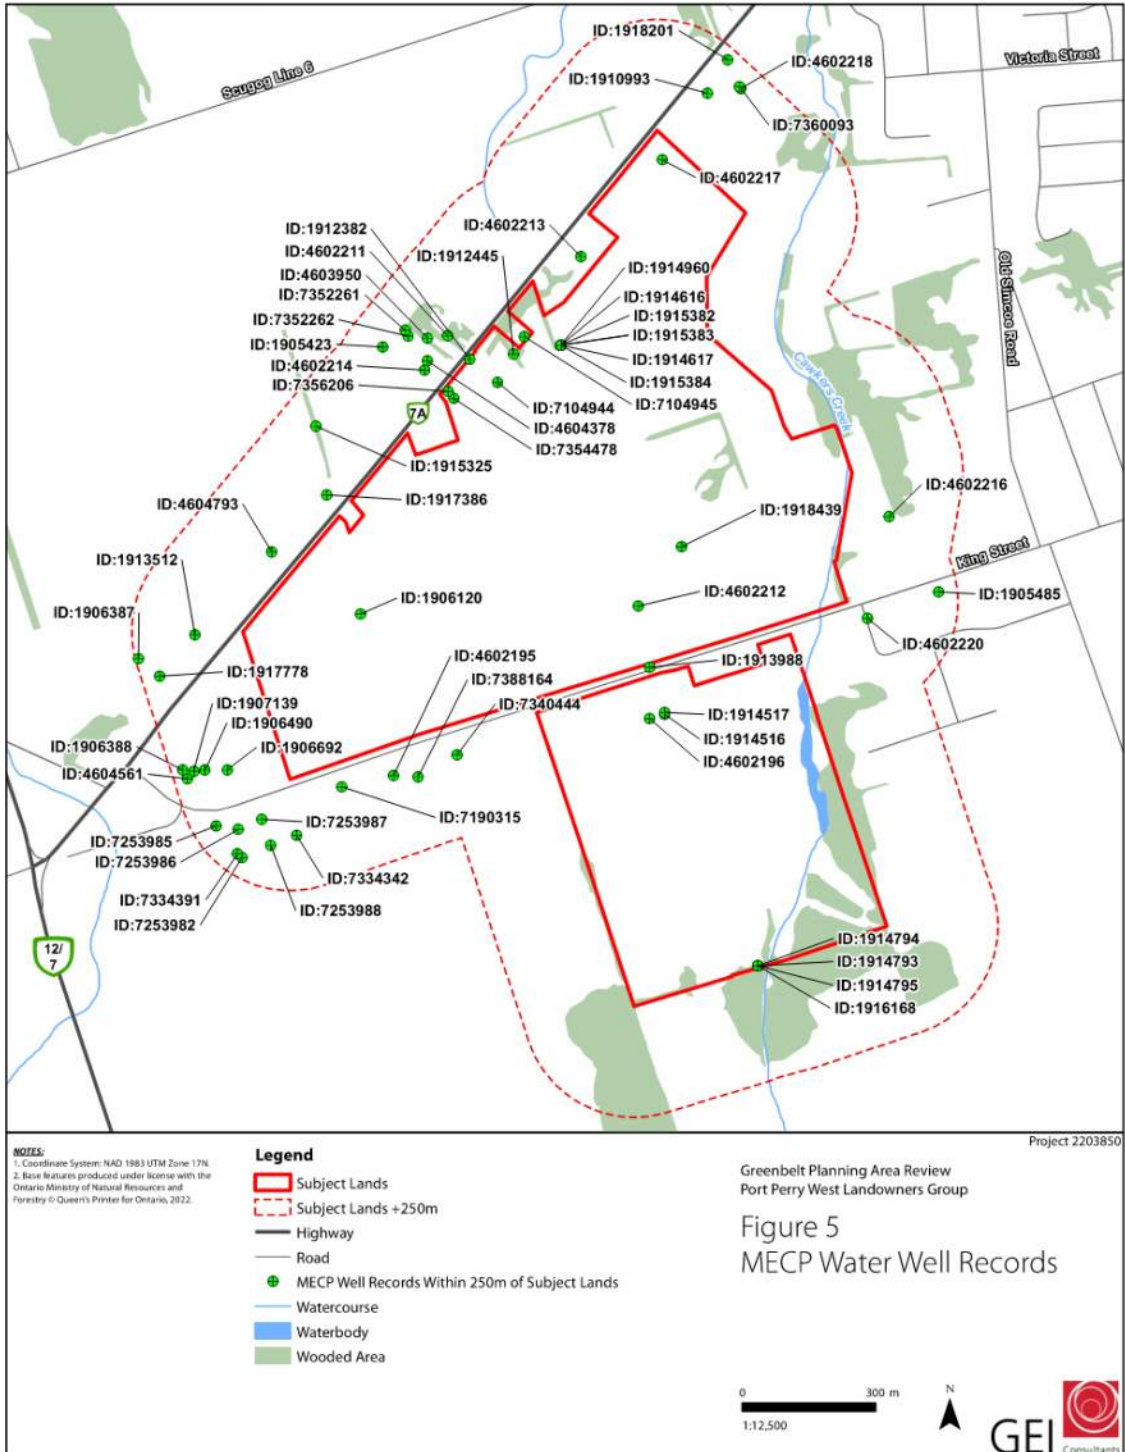 ID:1918201
ID:4602218
Victoria Street
Scugog Line 6
ID:1910993
ID:7360093
ID:4602217
ID:1912382
ID:4602213
ID:4602211
ID:1912445
ID:1914960
ID:4603950
ID:7352261
ID:1914616
ID:1915382
ID:7352262
ID:1915383
ID:1905423
ID:1914617
ID:4602214
ID:1915384
ID:7356206
ID:7104945
Old Simcoe Road
Cawkers Creek
7A
ID:7104944
ID:4604378
ID:7354478
ID:1915325
ID:1917386
ID:4604793
ID:4602216
ID:1918439
ID:1913512
King Street
ID:1906387
ID:1906120
ID:4602212
ID:1905485
ID:4602220
ID:4602195
ID:1913988
ID:1917778
ID:7388164
ID:1907139
ID:7340444
ID:1906490
ID:1914517
ID:1906388
ID:1906692
ID:1914516
ID:4604561
ID:4602196
ID:7253987
ID:7190315
ID:7253985
ID:7253986
ID:7334342
ID:7334391
ID:7253988
ID:7253982
12/
7
ID:1914794
ID:1914793
ID:1914795
ID:1916168
Project 2203850
NOTES:
1. Coordinate System: NAD 1983 UTM Zone 17N.
2. Base features produced under license with the
Ontario Ministry of Natural Resources and
Forestry © Queen's Printer for Ontario, 2022.
Legend
Subject Lands
Subject Lands +250m
Highway
Road
MECP Well Records Within 250m of Subject Lands
Watercourse
Waterbody
Wooded Area
Greenbelt Planning Area Review
Port Perry West Landowners Group
Figure 5
MECP Water Well Records
0 300 m
1:12,500
N
GEI
Consultants